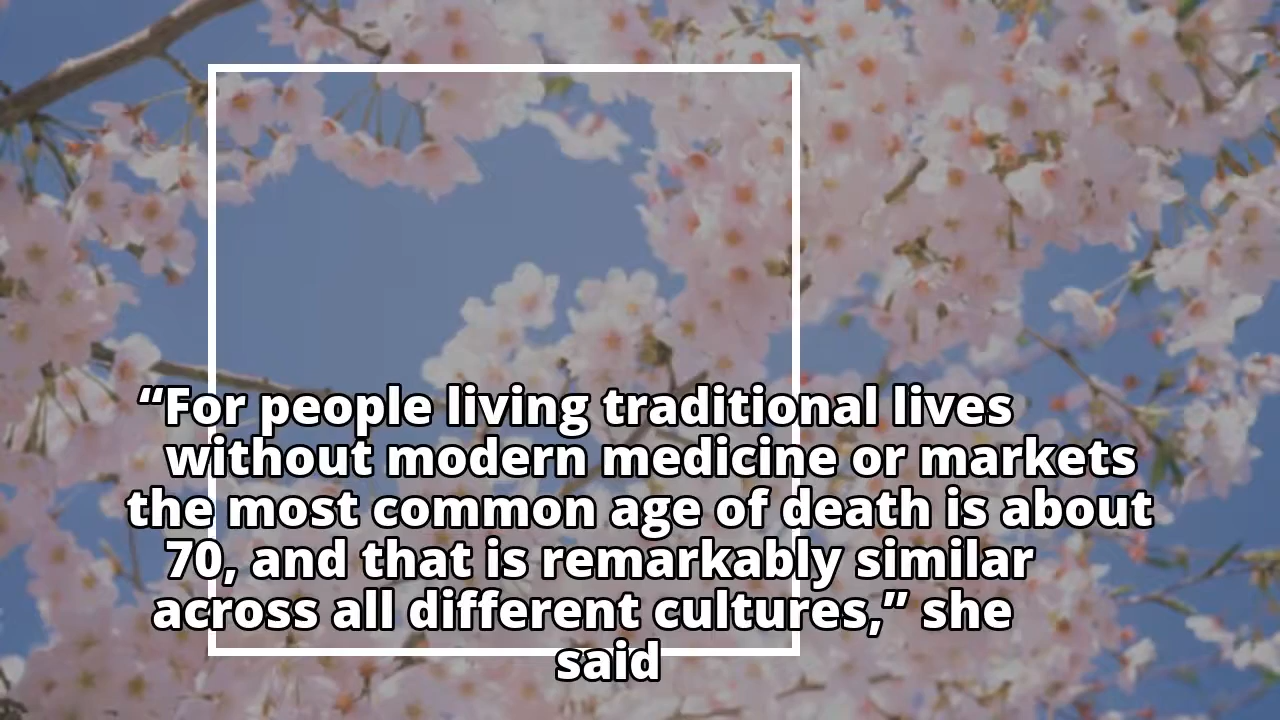 “For people living traditional lives
without modern medicine or markets
the most common age of death is about
70, and that is remarkably similar
across all different cultures,” she
said